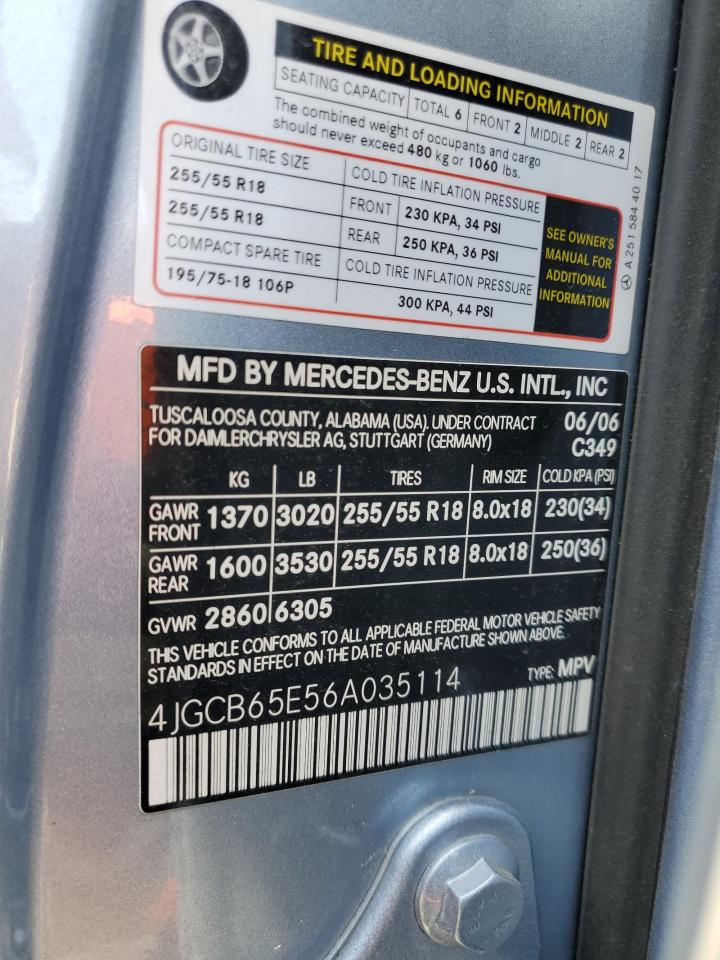 TIRE AND LOADING INFORMATION
SEATING CAPACITY TOTAL 6 FRONT 2 MIDDLE 2 REAR 2
The combined weight of occupants and cargo
should never exceed 480 kg or 1060 lbs.
ORIGINAL TIRE SIZE COLD TIRE INFLATION PRESSURE
255/55 R18 FRONT 230 KPA, 34 PSI
255/55 R18 REAR 250 KPA, 36 PSI
COMPACT SPARE TIRE COLD TIRE INFLATION PRESSURE
195/75-18 106P 300 KPA, 44 PSI
SEE OWNER'S
MANUAL FOR
ADDITIONAL
INFORMATION
A 251 584 40 17
MFD BY MERCEDES-BENZ U.S. INTL., INC
TUSCALOOSA COUNTY, ALABAMA (USA). UNDER CONTRACT 06/06
FOR DAIMLERCHRYSLER AG, STUTTGART (GERMANY) C349
KG LB TIRES RIM SIZE COLD KPA (PSI)
GAWR FRONT 1370 3020 255/55 R18 8.0x18 230(34)
GAWR REAR 1600 3530 255/55 R18 8.0x18 250(36)
GVWR 2860 6305
THIS VEHICLE CONFORMS TO ALL APPLICABLE FEDERAL MOTOR VEHICLE SAFETY
STANDARDS IN EFFECT ON THE DATE OF MANUFACTURE SHOWN ABOVE.
4JGCB65E56A035114 TYPE: MPV